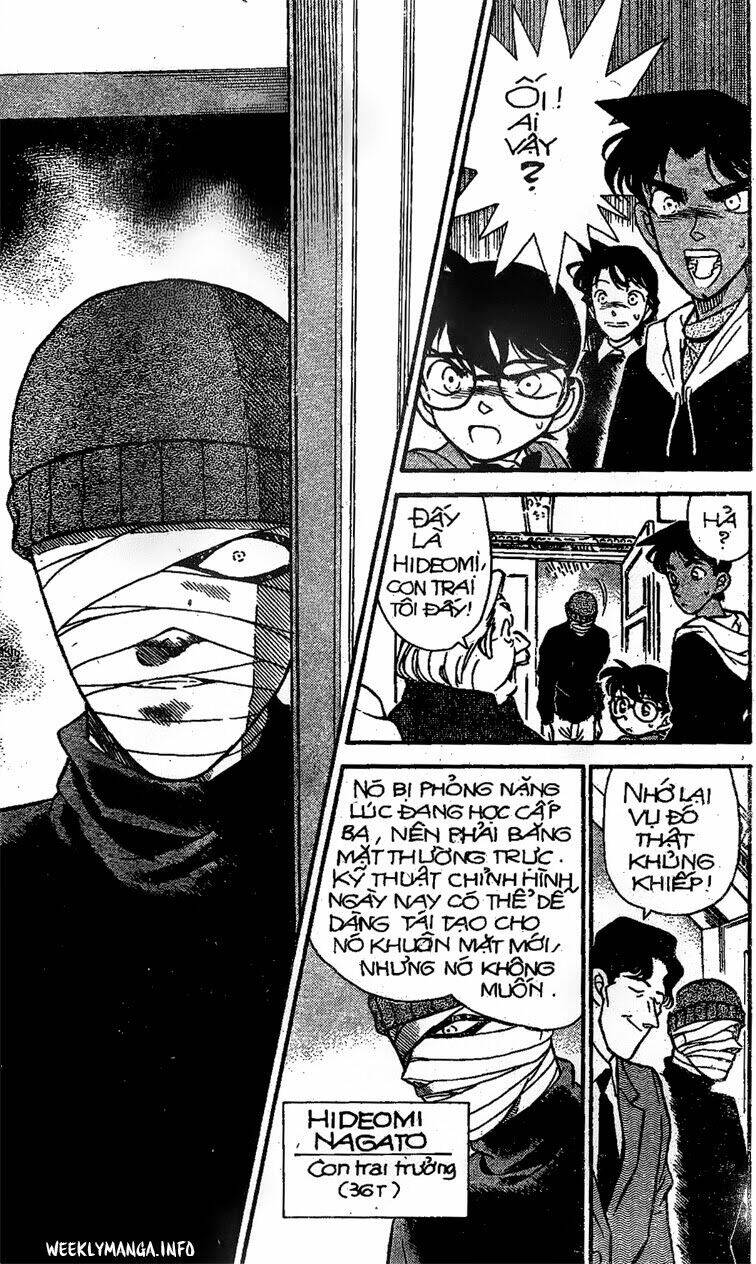 ỐI!
AI
VẬY
?
HẢ
?
ĐẤY
LÀ
HIDEOMI,
CON TRAI
TÔI ĐẤY!
NHỚ LẠI
VỤ ĐÓ
THẬT
KHỦNG
KHIẾP!
NÓ BỊ PHỎNG NẶNG
LÚC ĐANG HỌC CẤP
BA, NÊN PHẢI BĂNG
MẶT THƯỜNG TRỰC.
KỸ THUẬT CHỈNH HÌNH
NGÀY NAY CÓ THỂ DỄ
DÀNG TÁI TẠO CHO
NÓ KHUÔN MẶT MỚI,
NHƯNG NÓ KHÔNG
MUỐN.
HIDEOMI
NAGATO
Con trai trưởng
(36T)
WEEKLYMANGA.INFO